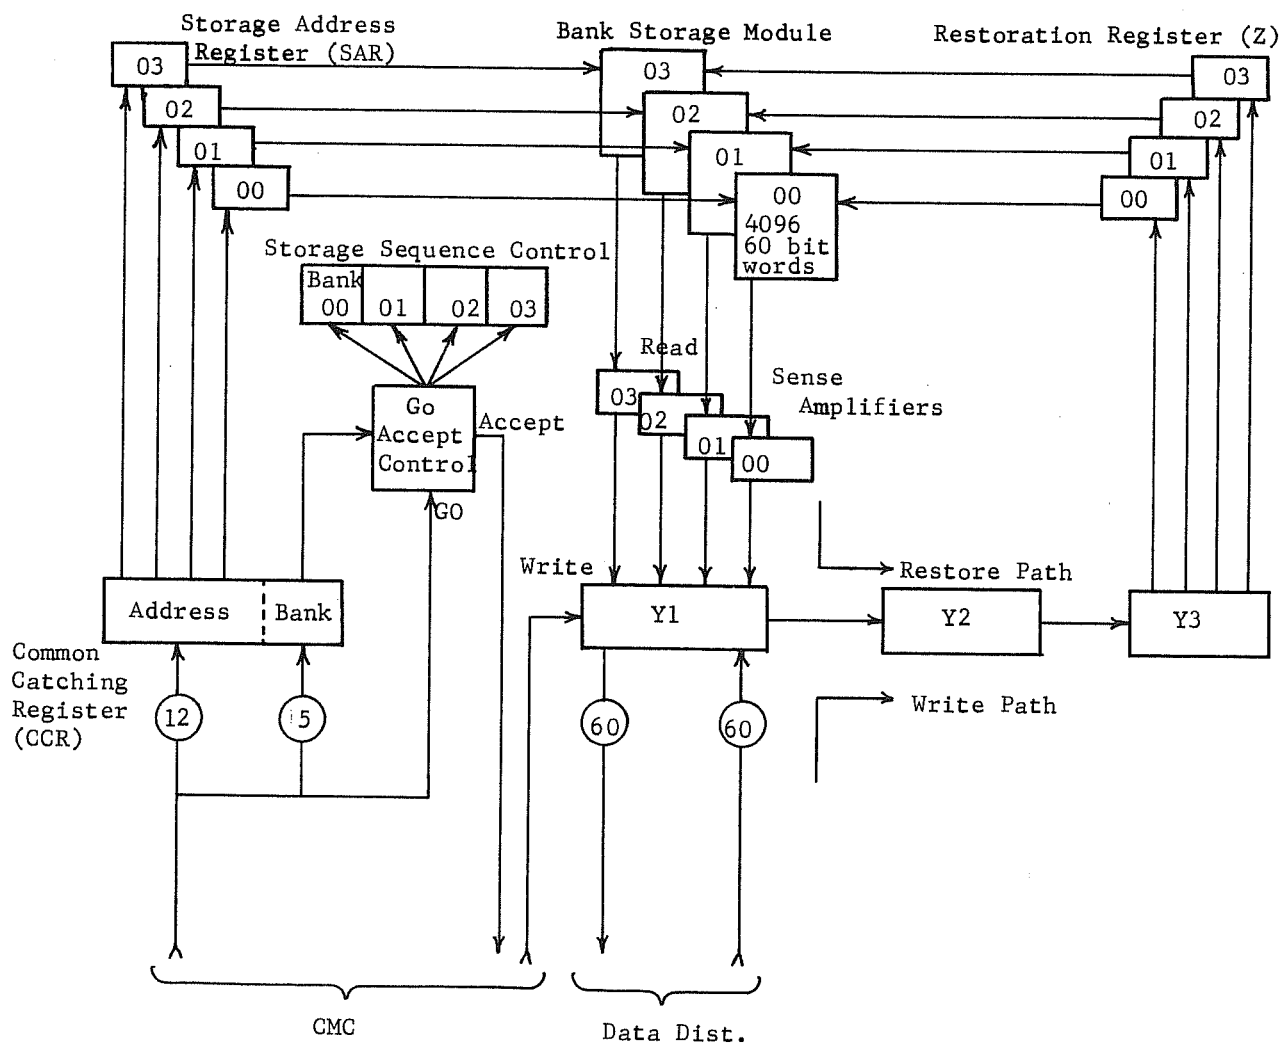 Storage Address
Register (SAR)
Bank Storage Module
Restoration Register (Z)
03
02
01
00
03
02
01
00
4096
60 bit
words
03
02
01
00
Storage Sequence Control
Bank
00
01
02
03
Read
Sense
Amplifiers
03
02
01
00
Go
Accept
Control
Accept
GO
Write
Restore Path
Address
Bank
Y1
Y2
Y3
Common
Catching
Register
(CCR)
12
5
60
60
Write Path
CMC
Data Dist.